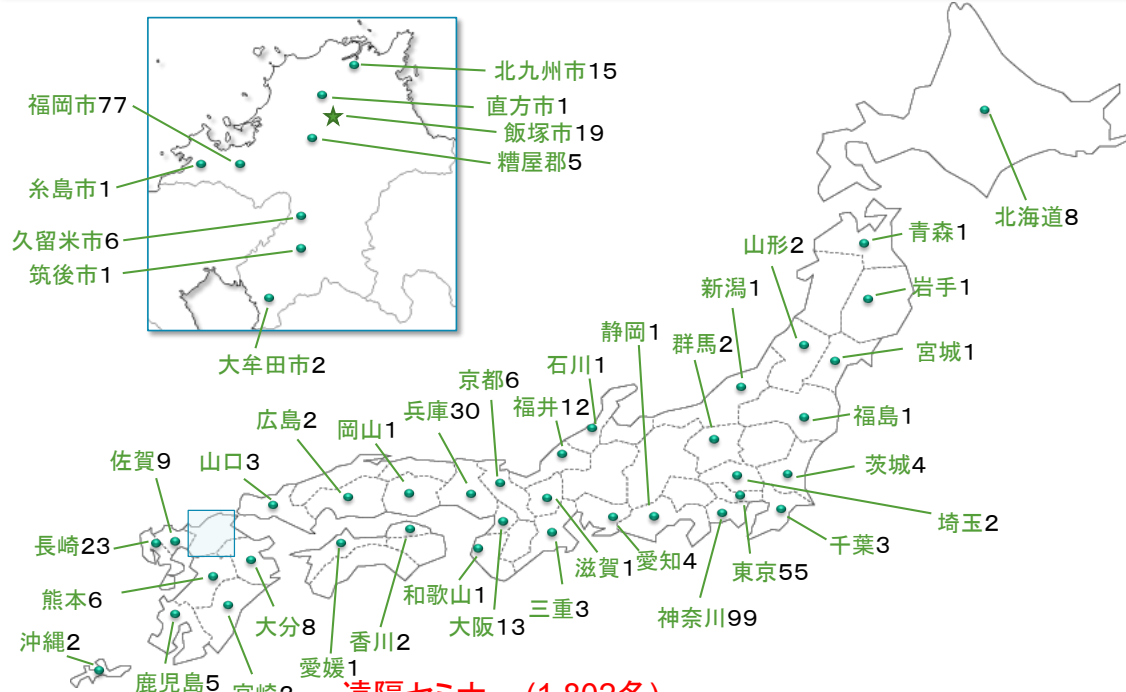 北九州市15
福岡市77
直方市1
飯塚市19
糟屋郡5
糸島市1
久留米市6
筑後市1
大牟田市2
北海道8
青森1
山形2
岩手1
新潟1
静岡1
群馬2
宮城1
石川1
京都6
福井12
兵庫30
広島2
岡山1
福島1
佐賀9
山口3
茨城4
埼玉2
長崎23
千葉3
滋賀1
愛知4
東京55
熊本6
和歌山1
三重3
神奈川99
大分8
大阪13
沖縄2
香川2
愛媛1
鹿児島5